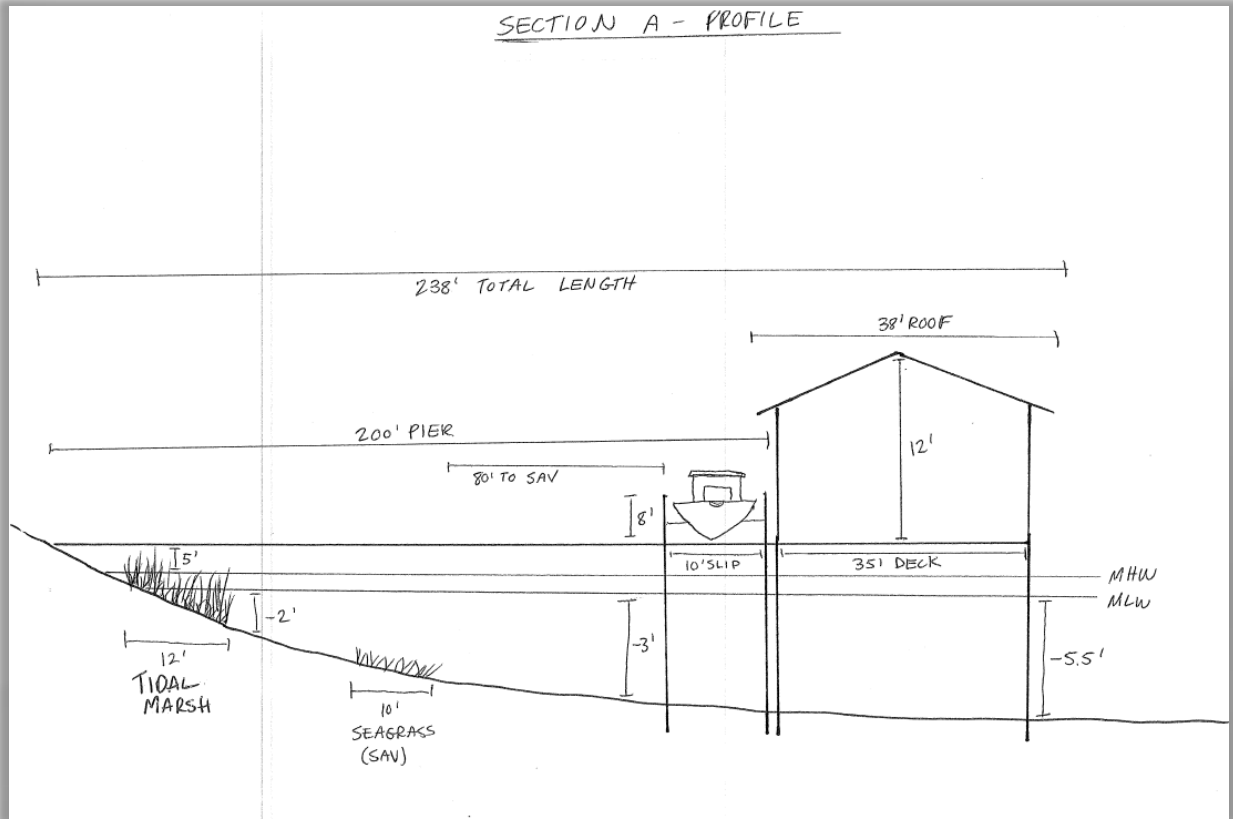 SECTION A - PROFILE
238' TOTAL LENGTH
38' ROOF
200' PIER
12'
80' TO SAV
8'
5'
10' SLIP
35' DECK
MHW
MLW
-2'
-3'
-5.5'
12'
TIDAL
MARSH
10'
SEAGRASS
(SAV)